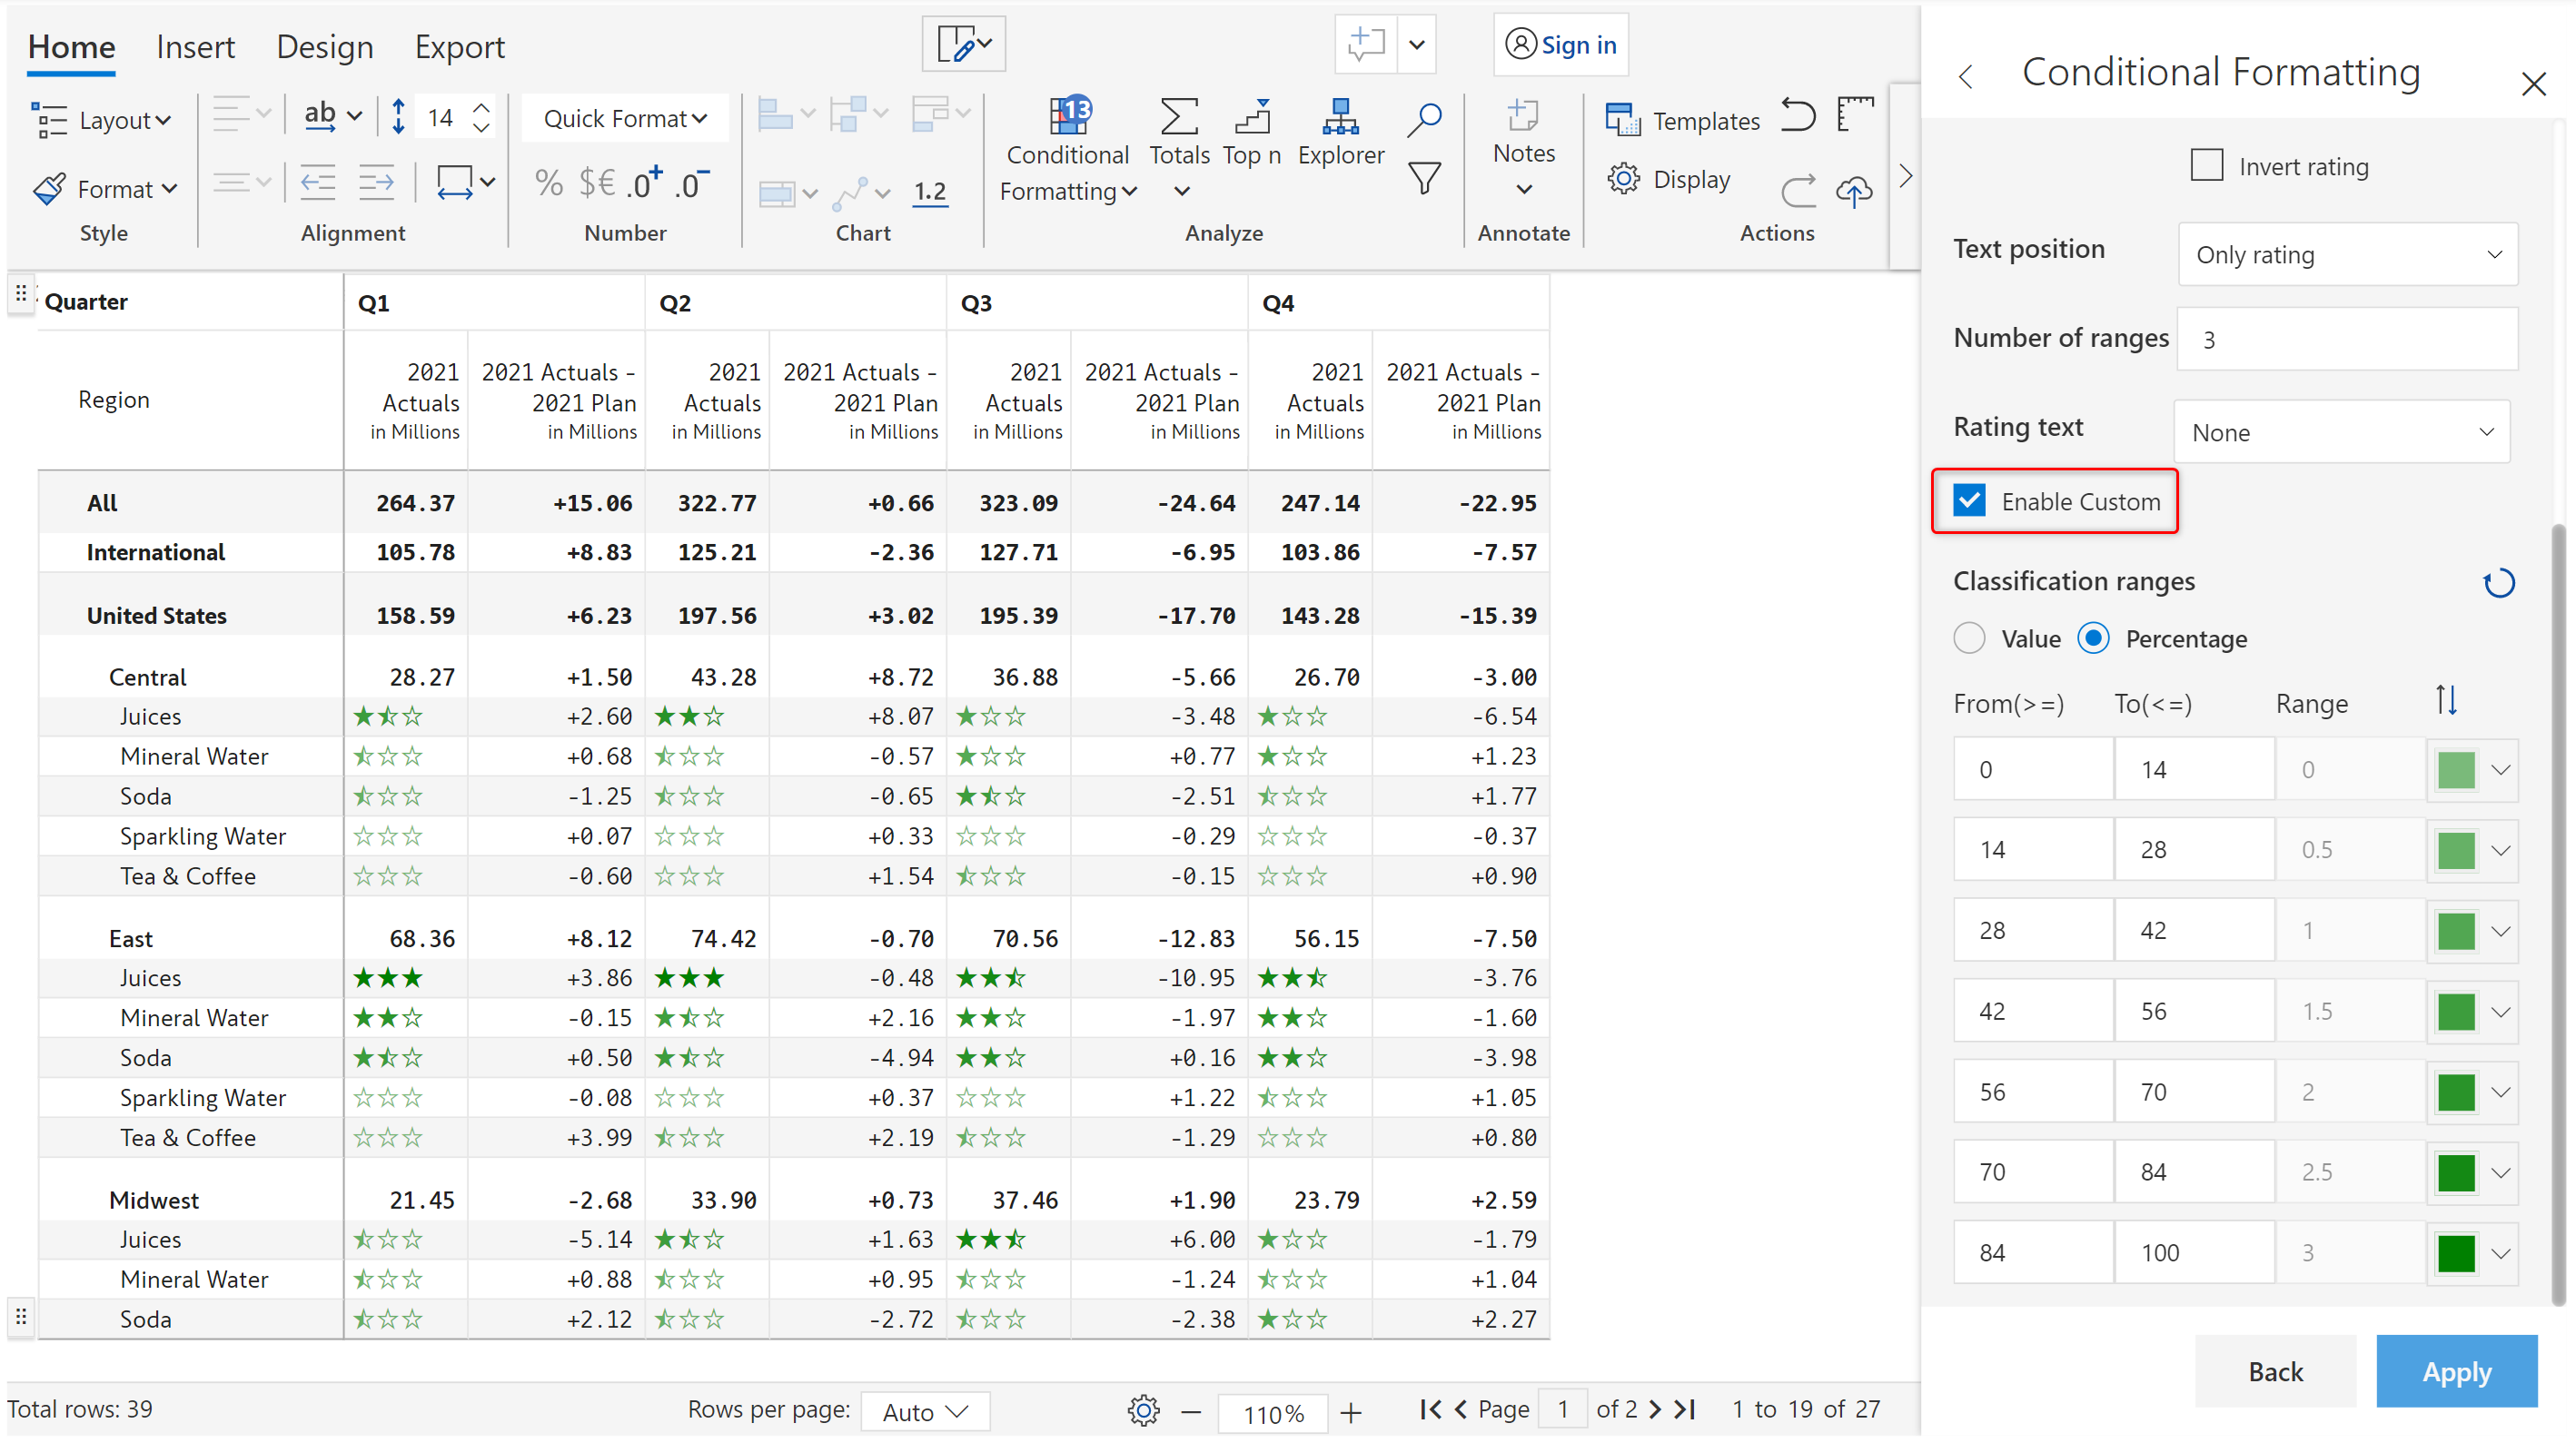 Home Insert Design Export
Sign in
Layout ab 14 Quick Format
Format % $€ .0+ .0-
1.2
13
Conditional Formatting Totals Top n Explorer
Notes
Templates
Display
Style Alignment Number Chart Analyze Annotate Actions
Quarter Q1 Q2 Q3 Q4
Region
2021 Actuals in Millions
2021 Actuals - 2021 Plan in Millions
2021 Actuals in Millions
2021 Actuals - 2021 Plan in Millions
2021 Actuals in Millions
2021 Actuals - 2021 Plan in Millions
2021 Actuals in Millions
2021 Actuals - 2021 Plan in Millions
All 264.37 +15.06 322.77 +0.66 323.09 -24.64 247.14 -22.95
International 105.78 +8.83 125.21 -2.36 127.71 -6.95 103.86 -7.57
United States 158.59 +6.23 197.56 +3.02 195.39 -17.70 143.28 -15.39
Central 28.27 +1.50 43.28 +8.72 36.88 -5.66 26.70 -3.00
Juices +2.60 +8.07 -3.48 -6.54
Mineral Water +0.68 -0.57 +0.77 +1.23
Soda -1.25 -0.65 -2.51 +1.77
Sparkling Water +0.07 +0.33 -0.29 -0.37
Tea & Coffee -0.60 +1.54 -0.15 +0.90
East 68.36 +8.12 74.42 -0.70 70.56 -12.83 56.15 -7.50
Juices +3.86 -0.48 -10.95 -3.76
Mineral Water -0.15 +2.16 -1.97 -1.60
Soda +0.50 -4.94 +0.16 -3.98
Sparkling Water -0.08 +0.37 +1.22 +1.05
Tea & Coffee +3.99 +2.19 -1.29 +0.80
Midwest 21.45 -2.68 33.90 +0.73 37.46 +1.90 23.79 +2.59
Juices -5.14 +1.63 +6.00 -1.79
Mineral Water +0.88 +0.95 -1.24 +1.04
Soda +2.12 -2.72 -2.38 +2.27
Total rows: 39 Rows per page: Auto 110% Page 1 of 2 1 to 19 of 27
Conditional Formatting
Invert rating
Text position Only rating
Number of ranges 3
Rating text None
Enable Custom
Classification ranges
Value Percentage
From(>=) To(<=) Range
0 14 0
14 28 0.5
28 42 1
42 56 1.5
56 70 2
70 84 2.5
84 100 3
Back Apply